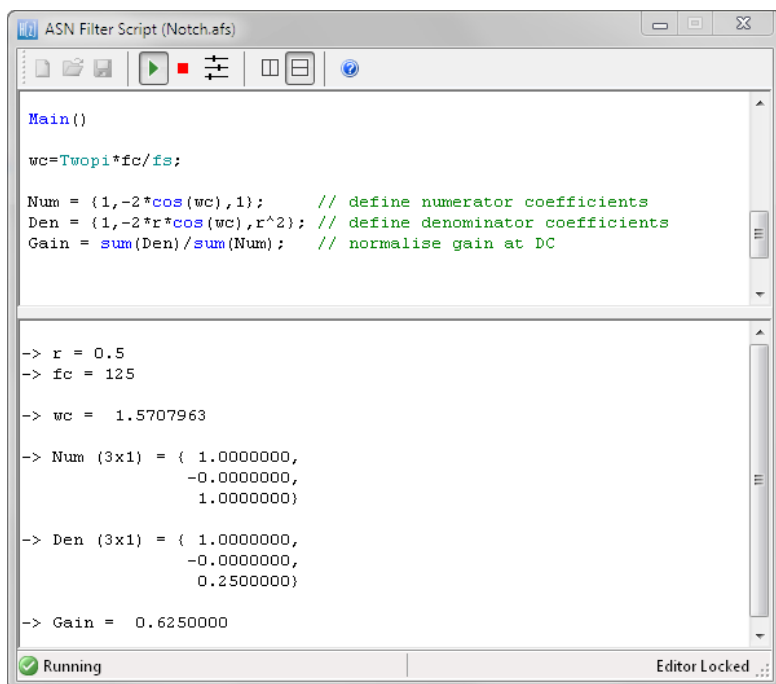 ASN Filter Script (Notch.afs)
Main()
wc=Twopi*fc/fs;
Num = {1,-2*cos(wc),1};      // define numerator coefficients
Den = {1,-2*r*cos(wc),r^2}; // define denominator coefficients
Gain = sum(Den)/sum(Num);   // normalise gain at DC
-> r = 0.5
-> fc = 125
-> wc =  1.5707963
-> Num (3x1) = { 1.0000000,
-0.0000000,
1.0000000}
-> Den (3x1) = { 1.0000000,
-0.0000000,
0.2500000}
-> Gain =  0.6250000
Running
Editor Locked